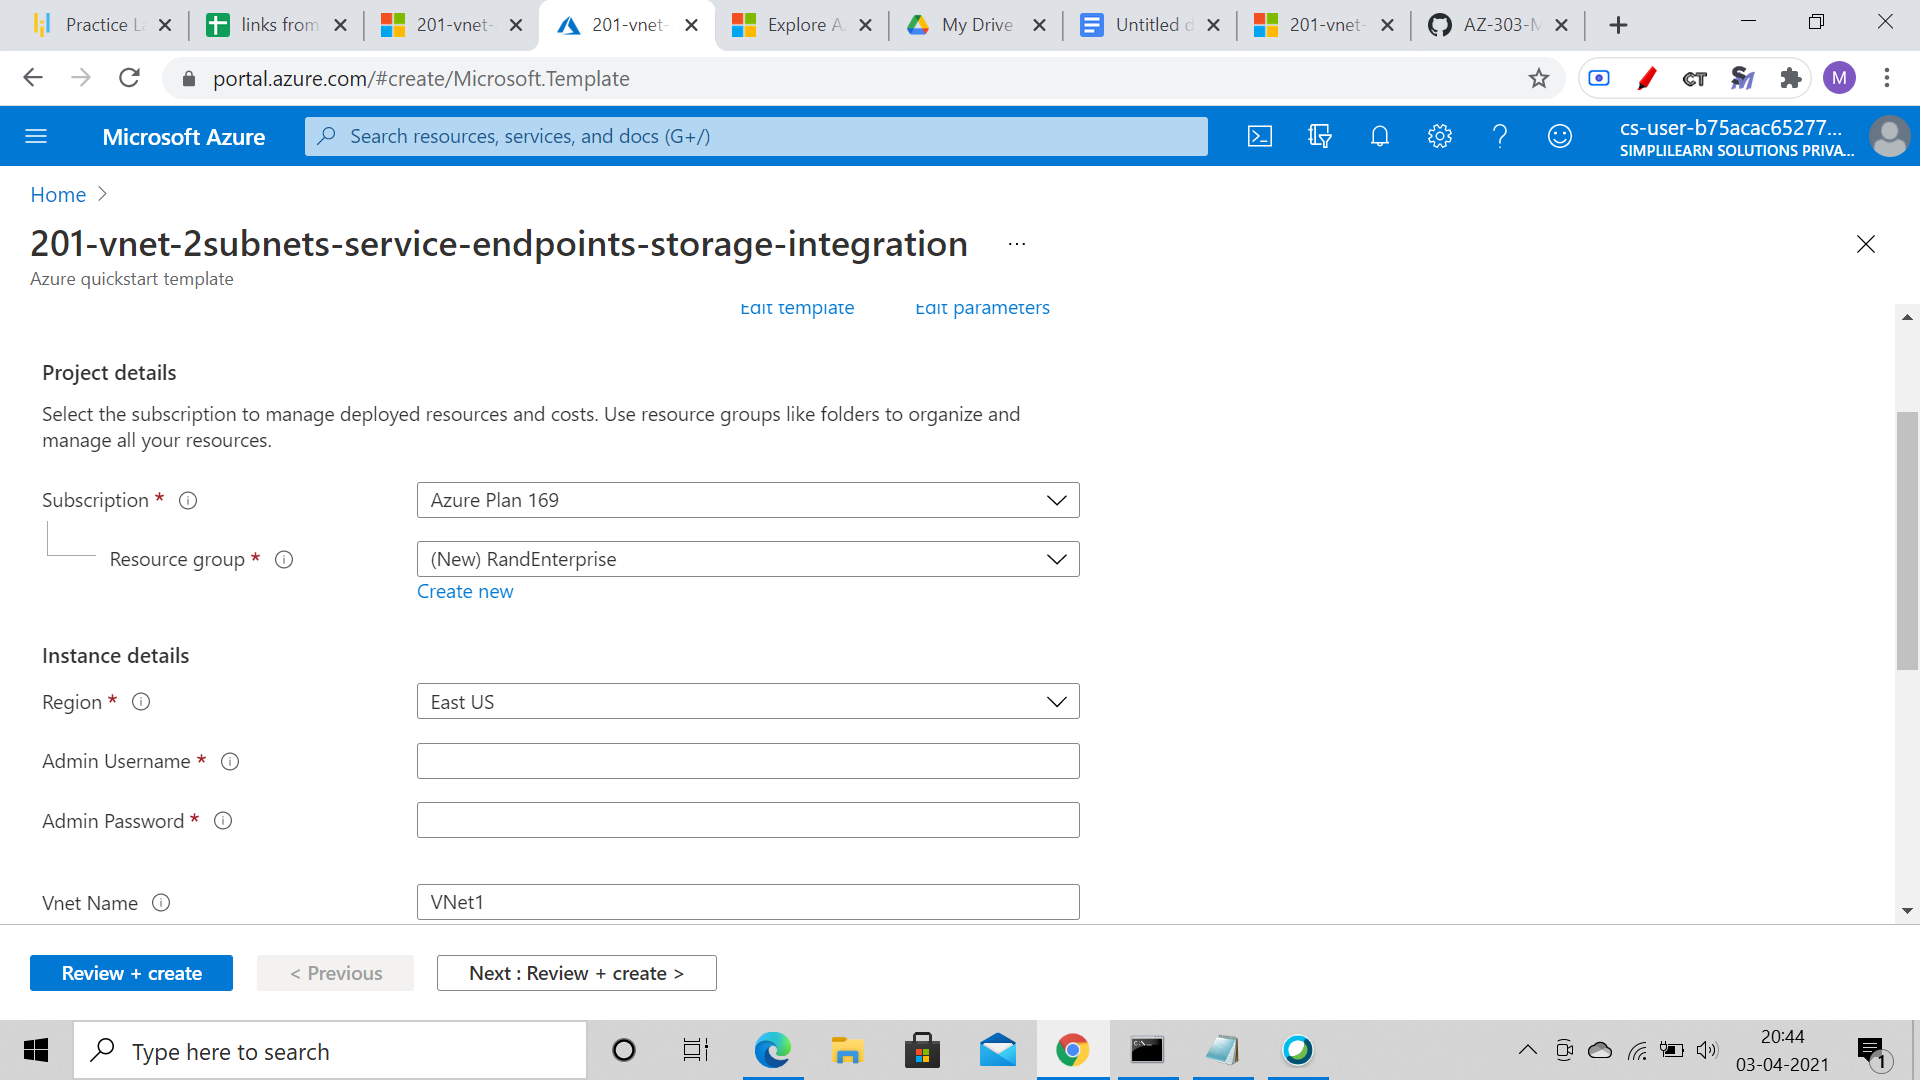 Practice L
links from
201-vnet-
201-vnet-
Explore A
My Drive
Untitled d
201-vnet-
AZ-303-M
portal.azure.com/#create/Microsoft.Template
CT
M
Microsoft Azure
Search resources, services, and docs (G+/)
cs-user-b75acac65277...
SIMPLILEARN SOLUTIONS PRIVA...
Home
201-vnet-2subnets-service-endpoints-storage-integration ...
Azure quickstart template
Edit template
Edit parameters
Project details
Select the subscription to manage deployed resources and costs. Use resource groups like folders to organize and
manage all your resources.
Subscription *
Azure Plan 169
Resource group *
(New) RandEnterprise
Create new
Instance details
Region *
East US
Admin Username *
Admin Password *
Vnet Name
VNet1
Review + create
< Previous
Next : Review + create >
Type here to search
20:44
03-04-2021
1